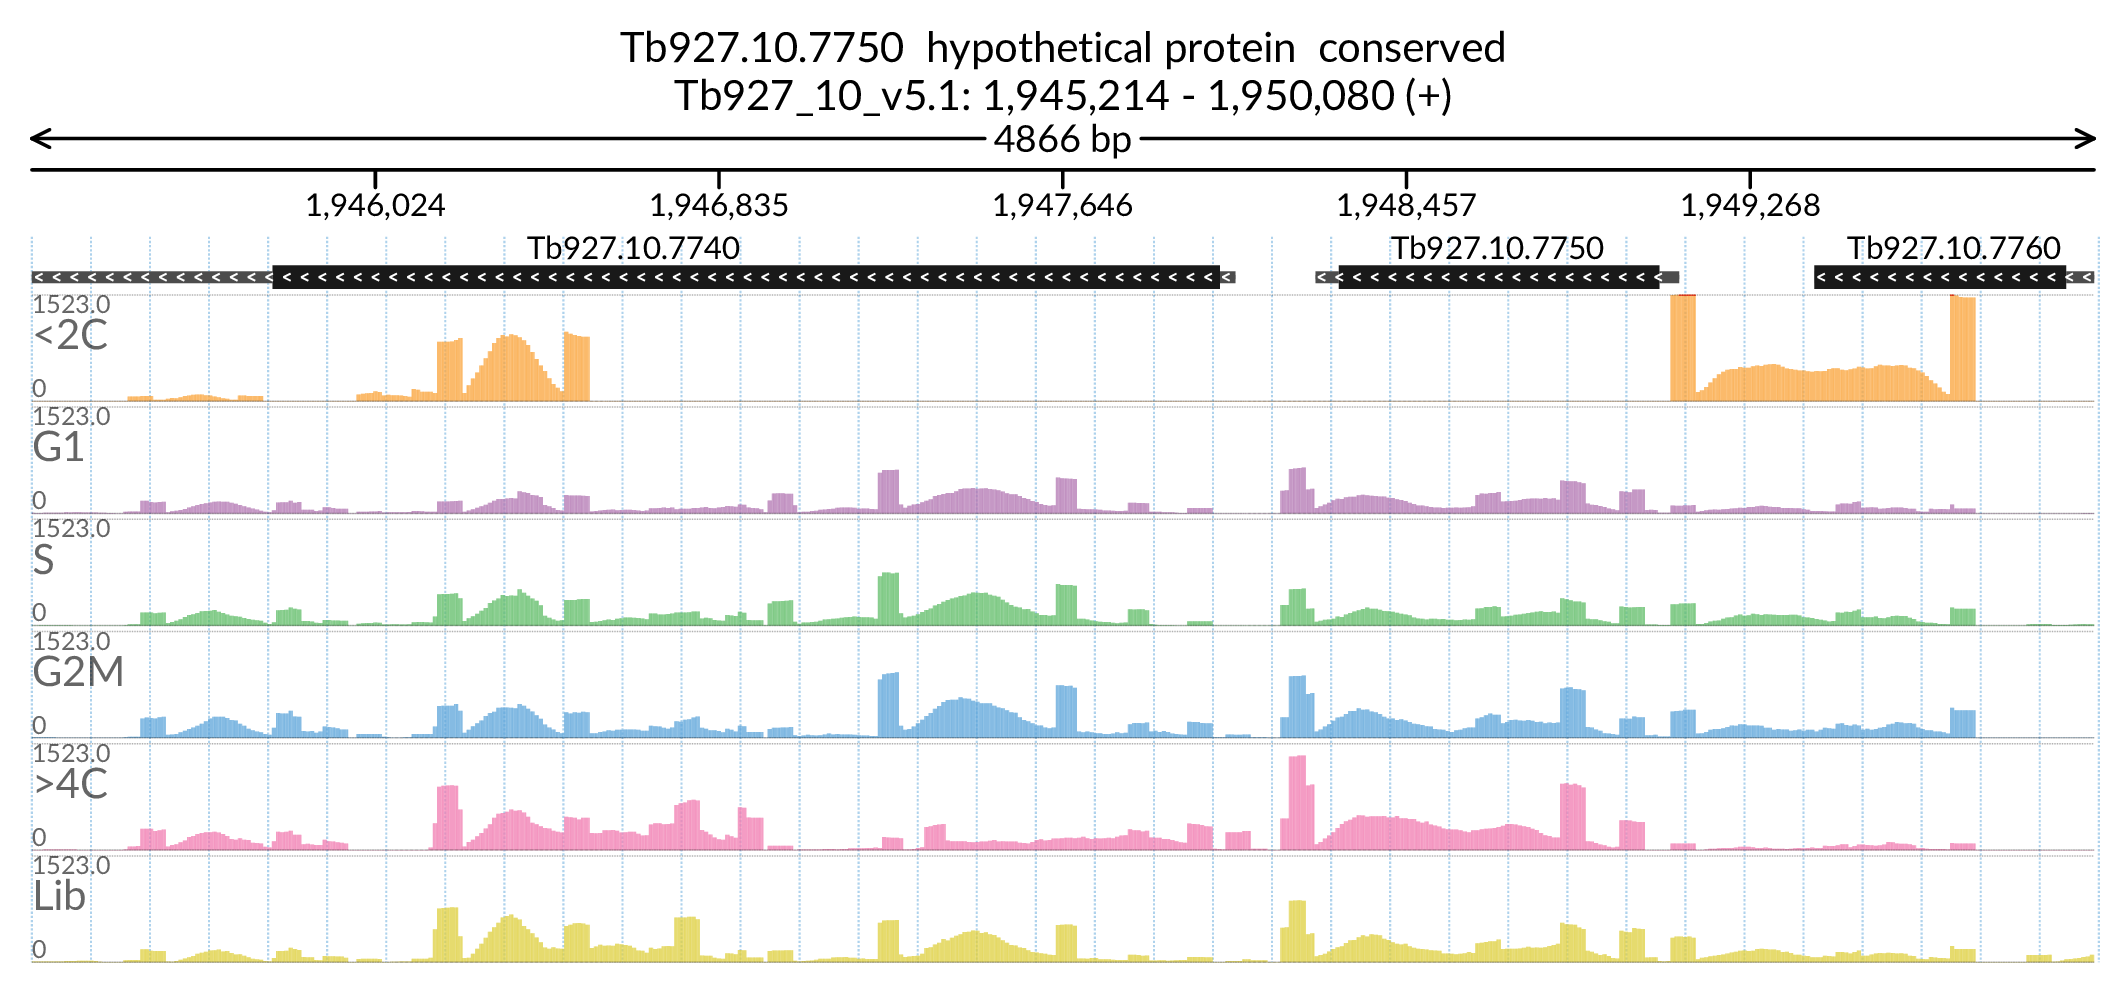 Tb927.10.7750  hypothetical protein  conserved
Tb927_10_v5.1: 1,945,214 - 1,950,080 (+)
4866 bp
1,946,024 1,946,835 1,947,646 1,948,457 1,949,268
Tb927.10.7740 Tb927.10.7750 Tb927.10.7760
1523.0
<2C
0
1523.0
G1
0
1523.0
S
0
1523.0
G2M
0
1523.0
>4C
0
1523.0
Lib
0